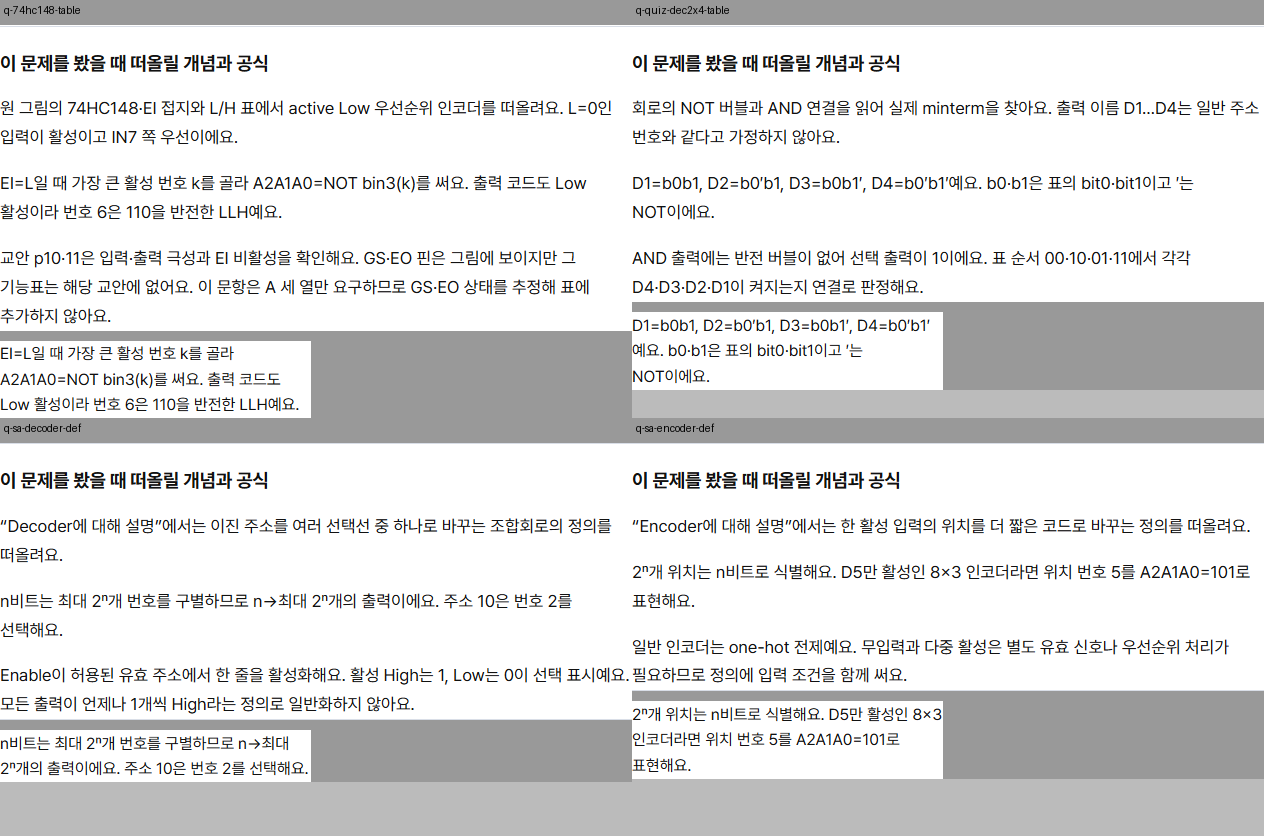 q-74hc148-table
이 문제를 봤을 때 떠올릴 개념과 공식
원 그림의 74HC148·EI 접지와 L/H 표에서 active Low 우선순위 인코더를 떠올려요. L=0인
입력이 활성이고 IN7 쪽 우선이에요.
EI=L일 때 가장 큰 활성 번호 k를 골라 A2A1A0=NOT bin3(k)를 써요. 출력 코드도 Low
활성이라 번호 6은 110을 반전한 LLH예요.
교안 p10·11은 입력·출력 극성과 EI 비활성을 확인해요. GS·EO 핀은 그림에 보이지만 그
기능표는 해당 교안에 없어요. 이 문항은 A 세 열만 요구하므로 GS·EO 상태를 추정해 표에
추가하지 않아요.
EI=L일 때 가장 큰 활성 번호 k를 골라
A2A1A0=NOT bin3(k)를 써요. 출력 코드도
Low 활성이라 번호 6은 110을 반전한 LLH예요.
q-quiz-dec2x4-table
이 문제를 봤을 때 떠올릴 개념과 공식
회로의 NOT 버블과 AND 연결을 읽어 실제 minterm을 찾아요. 출력 이름 D1…D4는 일반 주소
번호와 같다고 가정하지 않아요.
D1=b0b1, D2=b0′b1, D3=b0b1′, D4=b0′b1′예요. b0·b1은 표의 bit0·bit1이고 ′는
NOT이에요.
AND 출력에는 반전 버블이 없어 선택 출력이 1이에요. 표 순서 00·10·01·11에서 각각
D4·D3·D2·D1이 켜지는지 연결로 판정해요.
D1=b0b1, D2=b0′b1, D3=b0b1′, D4=b0′b1′
예요. b0·b1은 표의 bit0·bit1이고 ′는
NOT이에요.
q-sa-decoder-def
이 문제를 봤을 때 떠올릴 개념과 공식
“Decoder에 대해 설명”에서는 이진 주소를 여러 선택선 중 하나로 바꾸는 조합회로의 정의를
떠올려요.
n비트는 최대 2ⁿ개 번호를 구별하므로 n→최대 2ⁿ개의 출력이에요. 주소 10은 번호 2를
선택해요.
Enable이 허용된 유효 주소에서 한 줄을 활성화해요. 활성 High는 1, Low는 0이 선택 표시예요.
모든 출력이 언제나 1개씩 High라는 정의로 일반화하지 않아요.
n비트는 최대 2ⁿ개 번호를 구별하므로 n→최대
2ⁿ개의 출력이에요. 주소 10은 번호 2를 선택해요.
q-sa-encoder-def
이 문제를 봤을 때 떠올릴 개념과 공식
“Encoder에 대해 설명”에서는 한 활성 입력의 위치를 더 짧은 코드로 바꾸는 정의를 떠올려요.
2ⁿ개 위치는 n비트로 식별해요. D5만 활성인 8×3 인코더라면 위치 번호 5를 A2A1A0=101로
표현해요.
일반 인코더는 one-hot 전제예요. 무입력과 다중 활성은 별도 유효 신호나 우선순위 처리가
필요하므로 정의에 입력 조건을 함께 써요.
2ⁿ개 위치는 n비트로 식별해요. D5만 활성인 8×3
인코더라면 위치 번호 5를 A2A1A0=101로
표현해요.